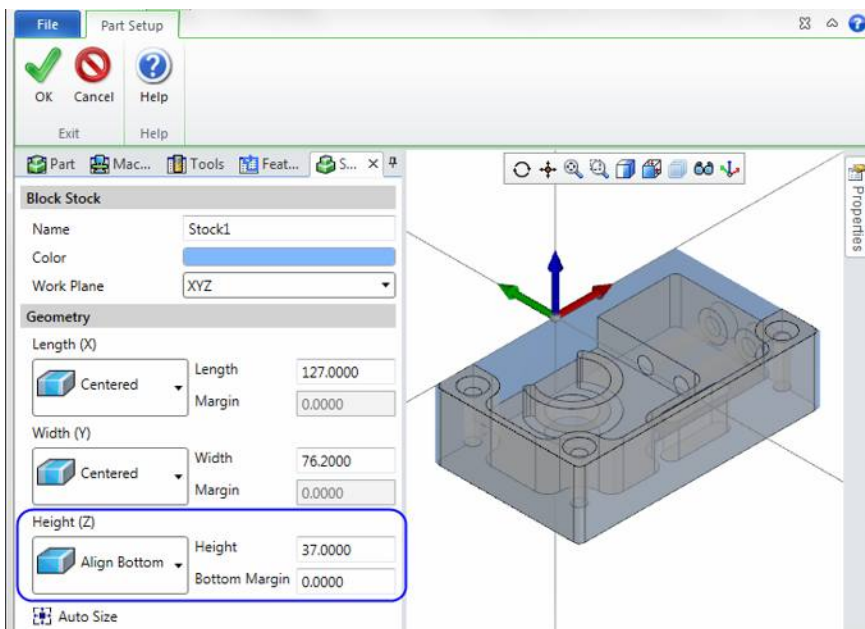 File Part Setup
OK Cancel Help
Exit Help
Part Mac... Tools Feat... S...
Block Stock
Name Stock1
Color
Work Plane XYZ
Geometry
Length (X)
Centered
Length 127.0000
Margin 0.0000
Width (Y)
Centered
Width 76.2000
Margin 0.0000
Height (Z)
Align Bottom
Height 37.0000
Bottom Margin 0.0000
Auto Size
Properties